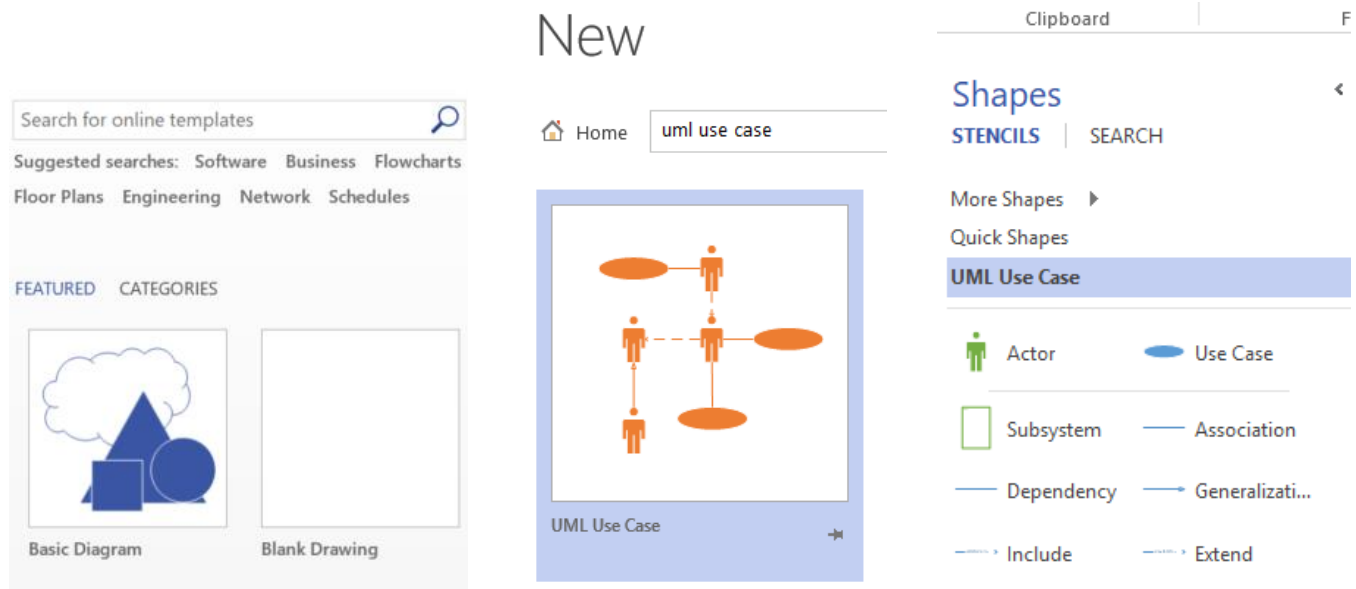 Search for online templates
Suggested searches: Software Business Flowcharts
Floor Plans Engineering Network Schedules
FEATURED CATEGORIES
Basic Diagram Blank Drawing
New
Home uml use case
UML Use Case
Clipboard F
Shapes
STENCILS SEARCH
More Shapes
Quick Shapes
UML Use Case
Actor Use Case
Subsystem Association
Dependency Generalizati...
Include Extend